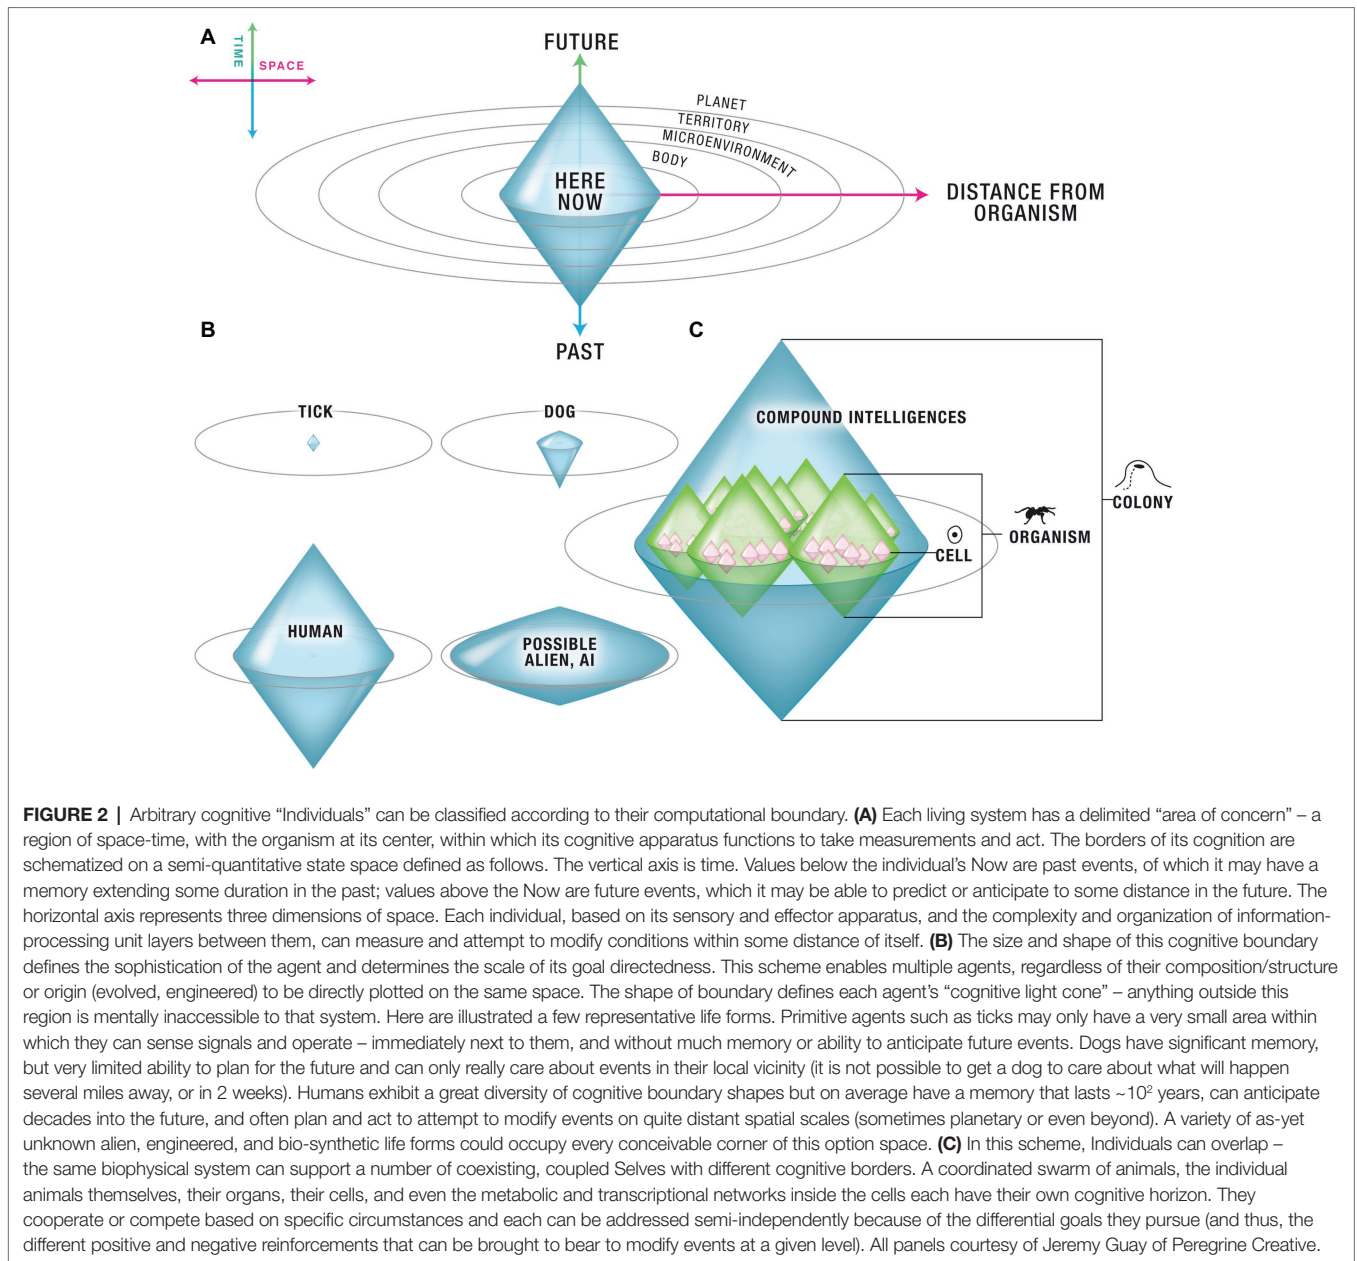 A
TIME
SPACE
FUTURE
PLANET
TERRITORY
MICROENVIRONMENT
BODY
HERE
NOW
DISTANCE FROM
ORGANISM
PAST
B
TICK
DOG
HUMAN
POSSIBLE
ALIEN, AI
C
COMPOUND INTELLIGENCES
CELL
ORGANISM
COLONY
FIGURE 2 | Arbitrary cognitive “Individuals” can be classified according to their computational boundary. (A) Each living system has a delimited “area of concern” – a
region of space-time, with the organism at its center, within which its cognitive apparatus functions to take measurements and act. The borders of its cognition are
schematized on a semi-quantitative state space defined as follows. The vertical axis is time. Values below the individual’s Now are past events, of which it may have a
memory extending some duration in the past; values above the Now are future events, which it may be able to predict or anticipate to some distance in the future. The
horizontal axis represents three dimensions of space. Each individual, based on its sensory and effector apparatus, and the complexity and organization of information-
processing unit layers between them, can measure and attempt to modify conditions within some distance of itself. (B) The size and shape of this cognitive boundary
defines the sophistication of the agent and determines the scale of its goal directedness. This scheme enables multiple agents, regardless of their composition/structure
or origin (evolved, engineered) to be directly plotted on the same space. The shape of boundary defines each agent’s “cognitive light cone” – anything outside this
region is mentally inaccessible to that system. Here are illustrated a few representative life forms. Primitive agents such as ticks may only have a very small area within
which they can sense signals and operate – immediately next to them, and without much memory or ability to anticipate future events. Dogs have significant memory,
but very limited ability to plan for the future and can only really care about events in their local vicinity (it is not possible to get a dog to care about what will happen
several miles away, or in 2 weeks). Humans exhibit a great diversity of cognitive boundary shapes but on average have a memory that lasts ~10² years, can anticipate
decades into the future, and often plan and act to attempt to modify events on quite distant spatial scales (sometimes planetary or even beyond). A variety of as-yet
unknown alien, engineered, and bio-synthetic life forms could occupy every conceivable corner of this option space. (C) In this scheme, Individuals can overlap –
the same biophysical system can support a number of coexisting, coupled Selves with different cognitive borders. A coordinated swarm of animals, the individual
animals themselves, their organs, their cells, and even the metabolic and transcriptional networks inside the cells each have their own cognitive horizon. They
cooperate or compete based on specific circumstances and each can be addressed semi-independently because of the differential goals they pursue (and thus, the
different positive and negative reinforcements that can be brought to bear to modify events at a given level). All panels courtesy of Jeremy Guay of Peregrine Creative.